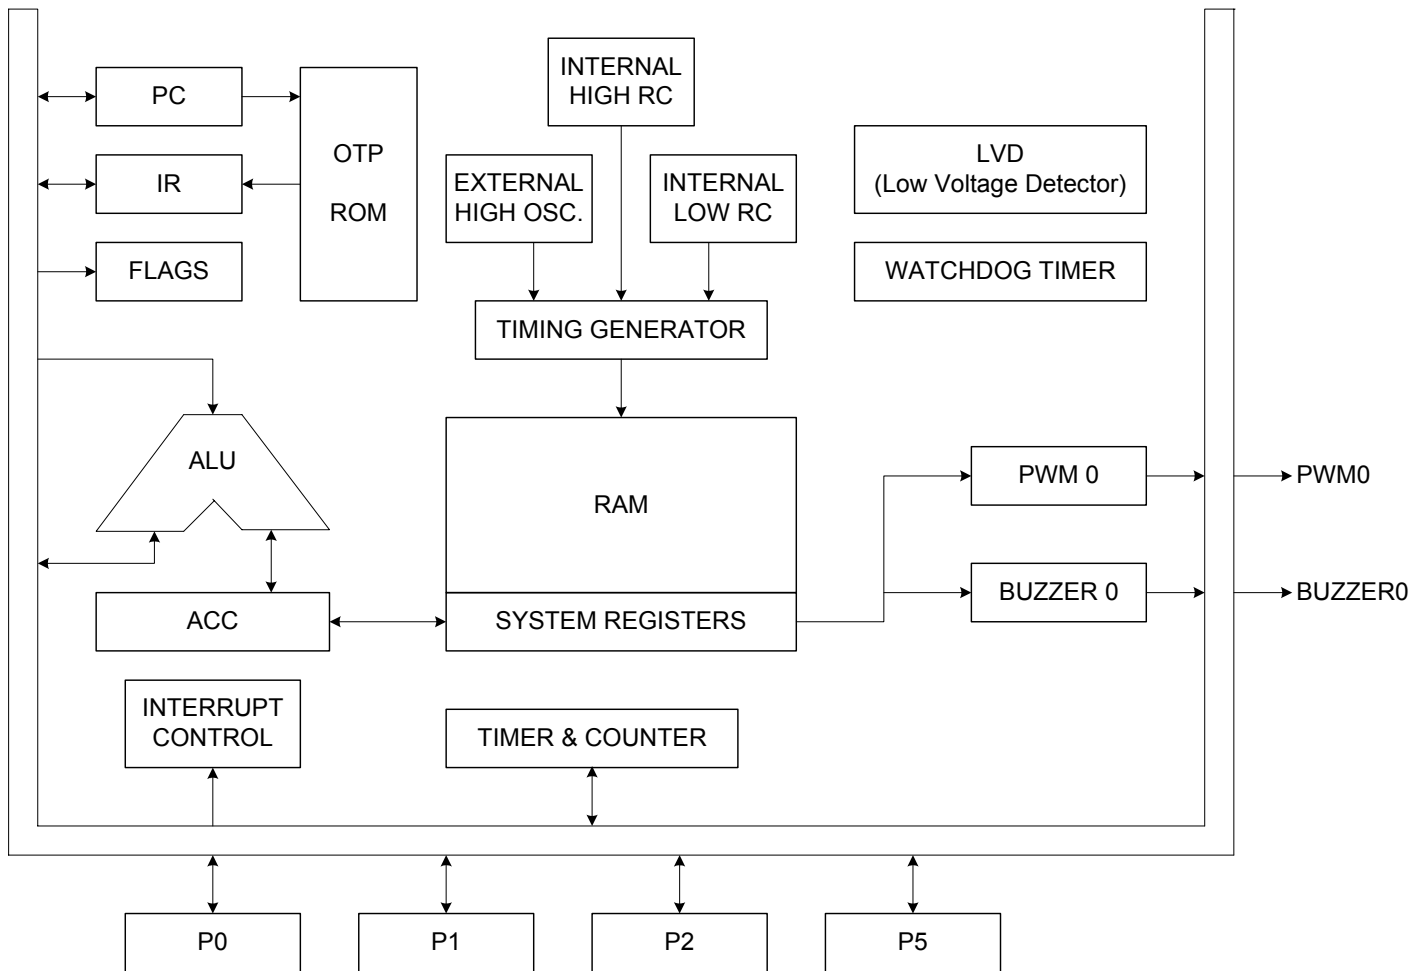 INTERNAL
HIGH RC
PC
OTP
ROM
IR
FLAGS
EXTERNAL
HIGH OSC.
INTERNAL
LOW RC
LVD
(Low Voltage Detector)
WATCHDOG TIMER
TIMING GENERATOR
ALU
RAM
PWM 0
PWM0
ACC
SYSTEM REGISTERS
BUZZER 0
BUZZER0
INTERRUPT
CONTROL
TIMER & COUNTER
P0
P1
P2
P5